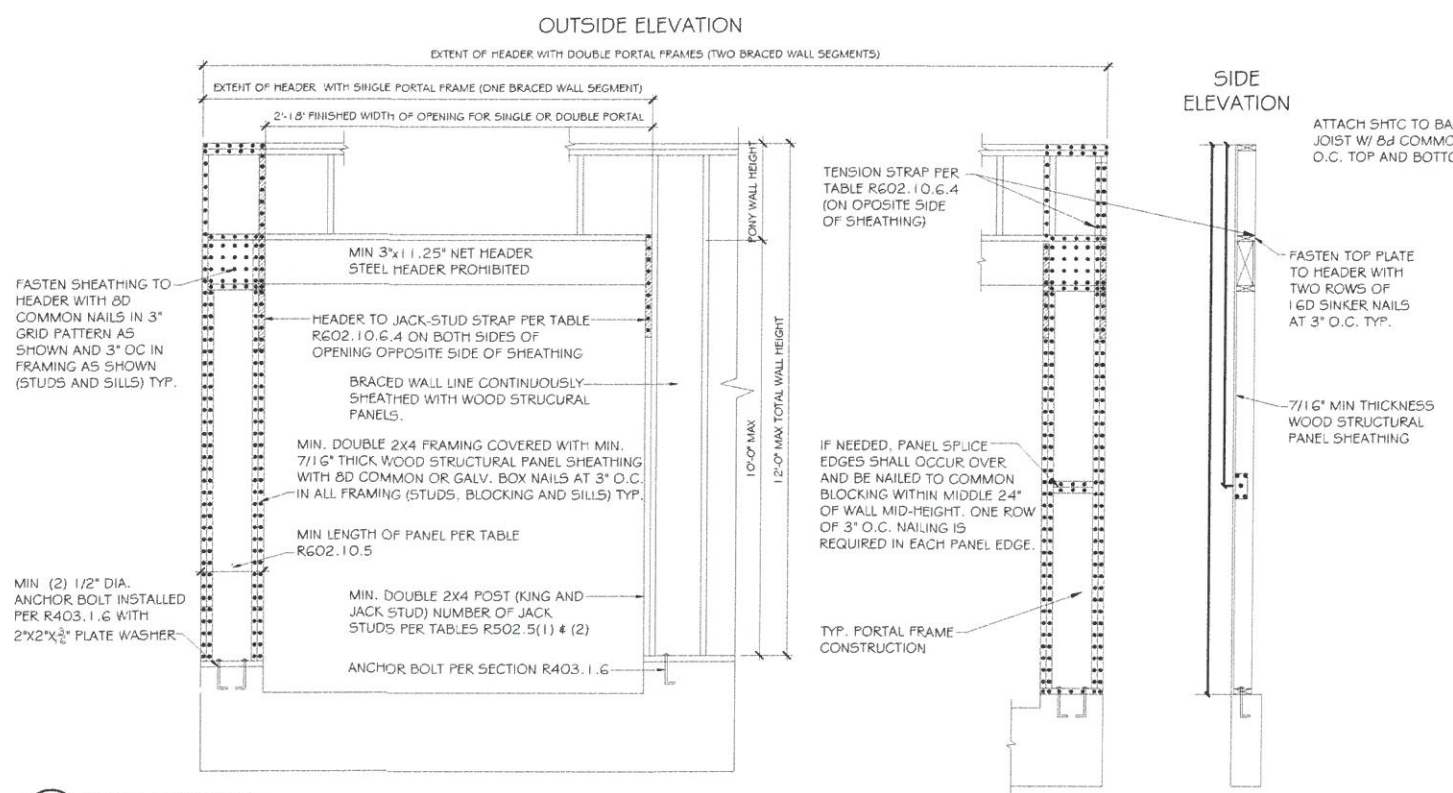 OUTSIDE ELEVATION
EXTENT OF HEADER WITH DOUBLE PORTAL FRAMES (TWO BRACED WALL SEGMENTS)
EXTENT OF HEADER WITH SINGLE PORTAL FRAME (ONE BRACED WALL SEGMENT)
2'-18' FINISHED WIDTH OF OPENING FOR SINGLE OR DOUBLE PORTAL
FASTEN SHEATHING TO
HEADER WITH 8D
COMMON NAILS IN 3"
GRID PATTERN AS
SHOWN AND 3" OC IN
FRAMING AS SHOWN
(STUDS AND SILLS) TYP.
MIN (2) 1/2" DIA.
ANCHOR BOLT INSTALLED
PER R403.1.6 WITH
2"X2"X PLATE WASHER
MIN 3"x11.25" NET HEADER
STEEL HEADER PROHIBITED
HEADER TO JACK-STUD STRAP PER TABLE
R602.10.6.4 ON BOTH SIDES OF
OPENING OPPOSITE SIDE OF SHEATHING
BRACED WALL LINE CONTINUOUSLY
SHEATHED WITH WOOD STRUCURAL
PANELS.
MIN. DOUBLE 2X4 FRAMING COVERED WITH MIN.
7/16" THICK WOOD STRUCTURAL PANEL SHEATHING
WITH 8D COMMON OR GALV. BOX NAILS AT 3" O.C.
IN ALL FRAMING (STUDS, BLOCKING AND SILLS) TYP.
MIN LENGTH OF PANEL PER TABLE
R602.10.5
MIN. DOUBLE 2X4 POST (KING AND
JACK STUD) NUMBER OF JACK
STUDS PER TABLES R502.5(1) & (2)
ANCHOR BOLT PER SECTION R403.1.6
PONY WALL HEIGHT
10'-0" MAX
12'-0" MAX TOTAL WALL HEIGHT
TENSION STRAP PER
TABLE R602.10.6.4
(ON OPOSITE SIDE
OF SHEATHING)
IF NEEDED, PANEL SPLICE
EDGES SHALL OCCUR OVER
AND BE NAILED TO COMMON
BLOCKING WITHIN MIDDLE 24"
OF WALL MID-HEIGHT. ONE ROW
OF 3" O.C. NAILING IS
REQUIRED IN EACH PANEL EDGE.
TYP. PORTAL FRAME
CONSTRUCTION
SIDE
ELEVATION
ATTACH SHTC TO BA
JOIST W/ 8d COMMO
O.C. TOP AND BOTTO
FASTEN TOP PLATE
TO HEADER WITH
TWO ROWS OF
16D SINKER NAILS
AT 3" O.C. TYP.
7/16" MIN THICKNESS
WOOD STRUCTURAL
PANEL SHEATHING